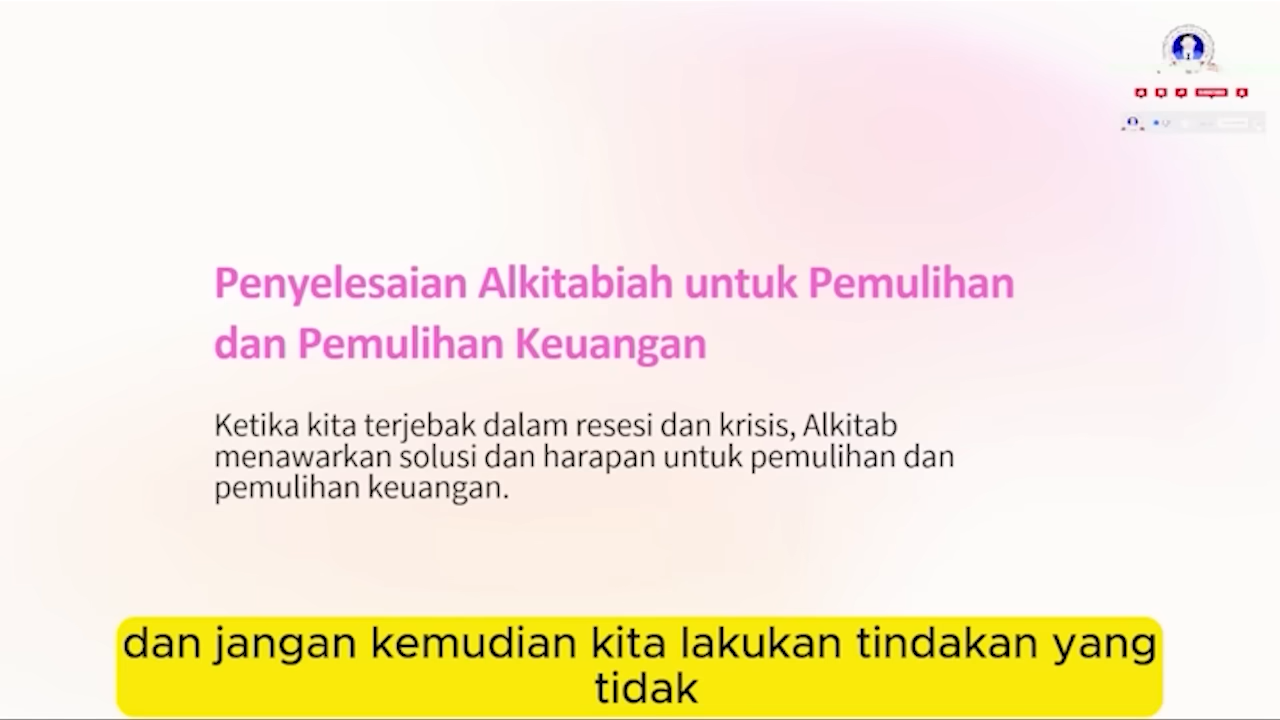 Penyelesaian Alkitabiah untuk Pemulihan
dan Pemulihan Keuangan
Ketika kita terjebak dalam resesi dan krisis, Alkitab
menawarkan solusi dan harapan untuk pemulihan dan
pemulihan keuangan.
dan jangan kemudian kita lakukan tindakan yang
tidak